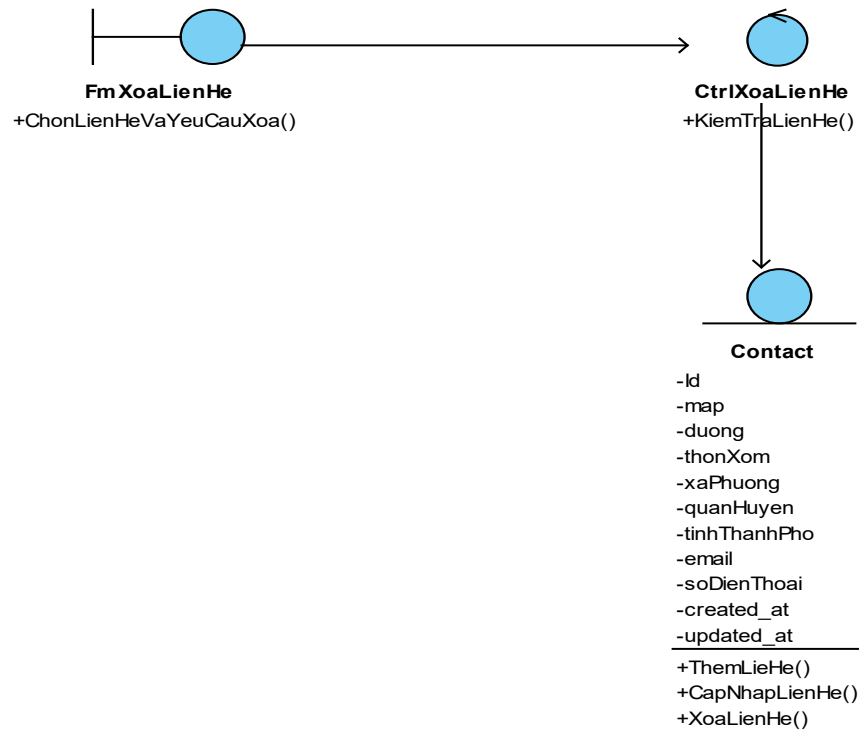 FmXoaLienHe
+ChonLienHeVaYeuCauXoa()
CtrlXoaLienHe
+KiemTraLienHe()
Contact
-Id
-map
-duong
-thonXom
-xaPhuong
-quanHuyen
-tinhThanhPho
-email
-soDienThoai
-created_at
-updated_at
+ThemLieHe()
+CapNhapLienHe()
+XoaLienHe()